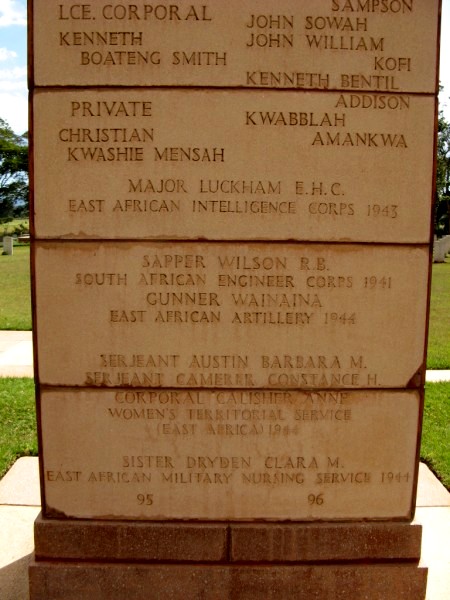 LCE. CORPORAL
KENNETH
BOATENG SMITH
SAMPSON
JOHN SOWAH
JOHN WILLIAM
KOFI
KENNETH BENTIL
ADDISON
PRIVATE
CHRISTIAN
KWASHIE MENSAH
KWABBLAH
AMANKWA
MAJOR LUCKHAM E.H.C.
EAST AFRICAN INTELLIGENCE CORPS 1943
SAPPER WILSON R.B.
SOUTH AFRICAN ENGINEER CORPS 1941
GUNNER WAINAINA
EAST AFRICAN ARTILLERY 1944
SERJEANT AUSTIN BARBARA M.
SERJEANT CAMERER CONSTANCE H.
CORPORAL CALISHER ANNE
WOMEN'S TERRITORIAL SERVICE
(EAST AFRICA) 1944
SISTER DRYDEN CLARA M.
EAST AFRICAN MILITARY NURSING SERVICE 1944
95 96